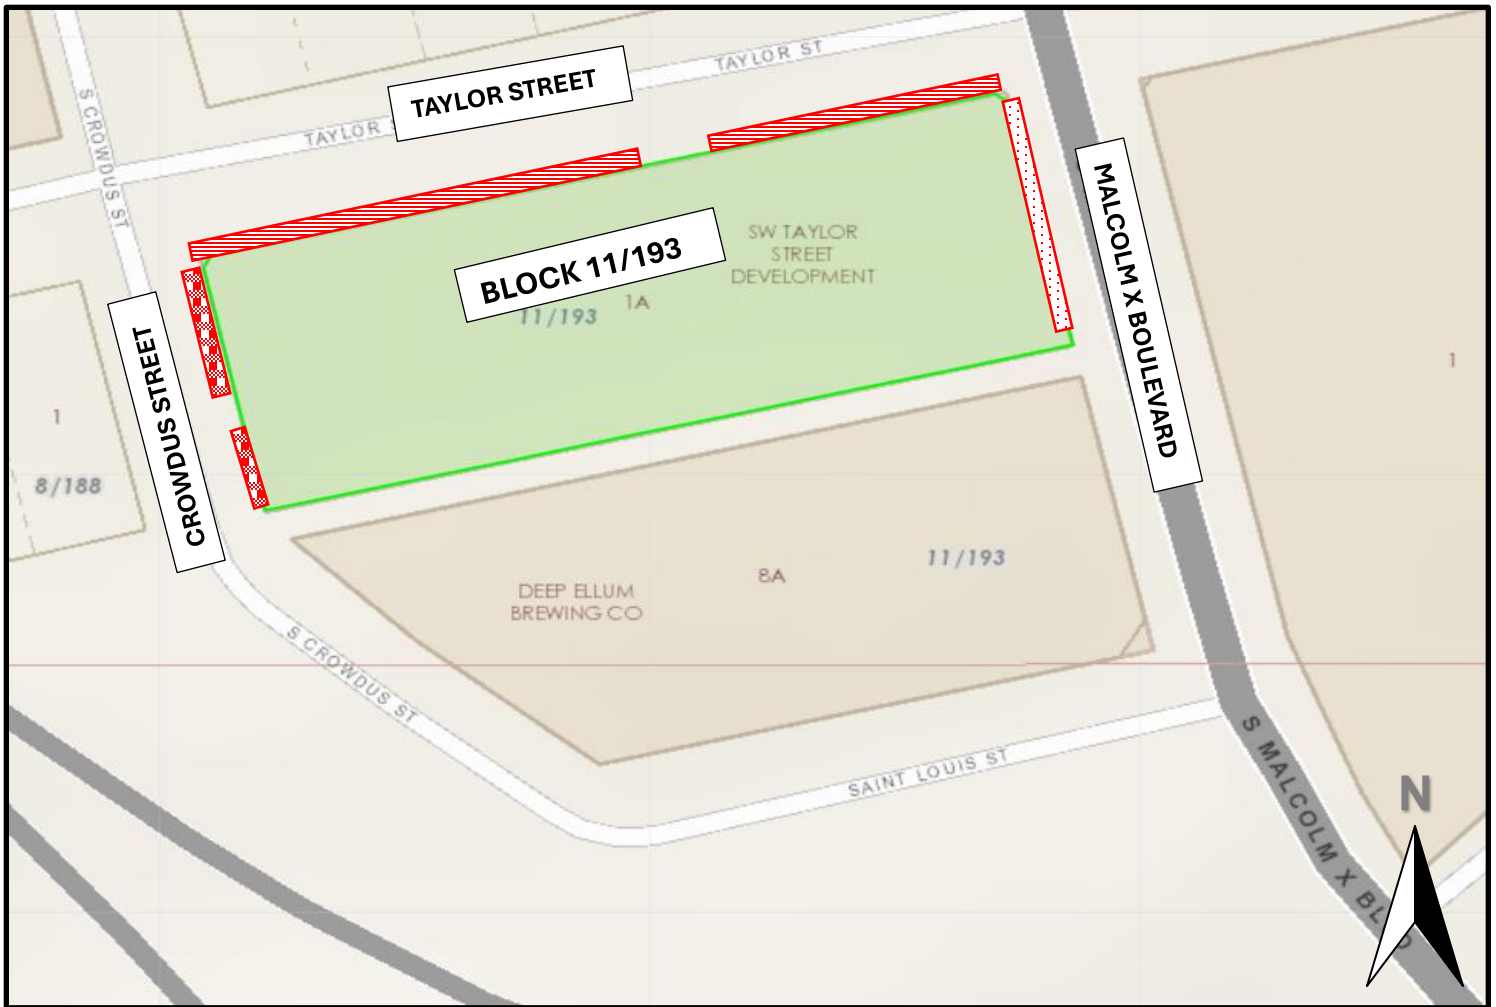 TAYLOR ST
TAYLOR STREET
S CROWDUS ST
TAYLOR
MALCOLM X BOULEVARD
SW TAYLOR
STREET
DEVELOPMENT
BLOCK 11/193
1A
11/193
CROWDUS STREET
1
1
8/188
11/193
8A
DEEP ELLUM
BREWING CO
S CROWDUS ST
SAINT LOUIS ST
S MALCOLM X
N